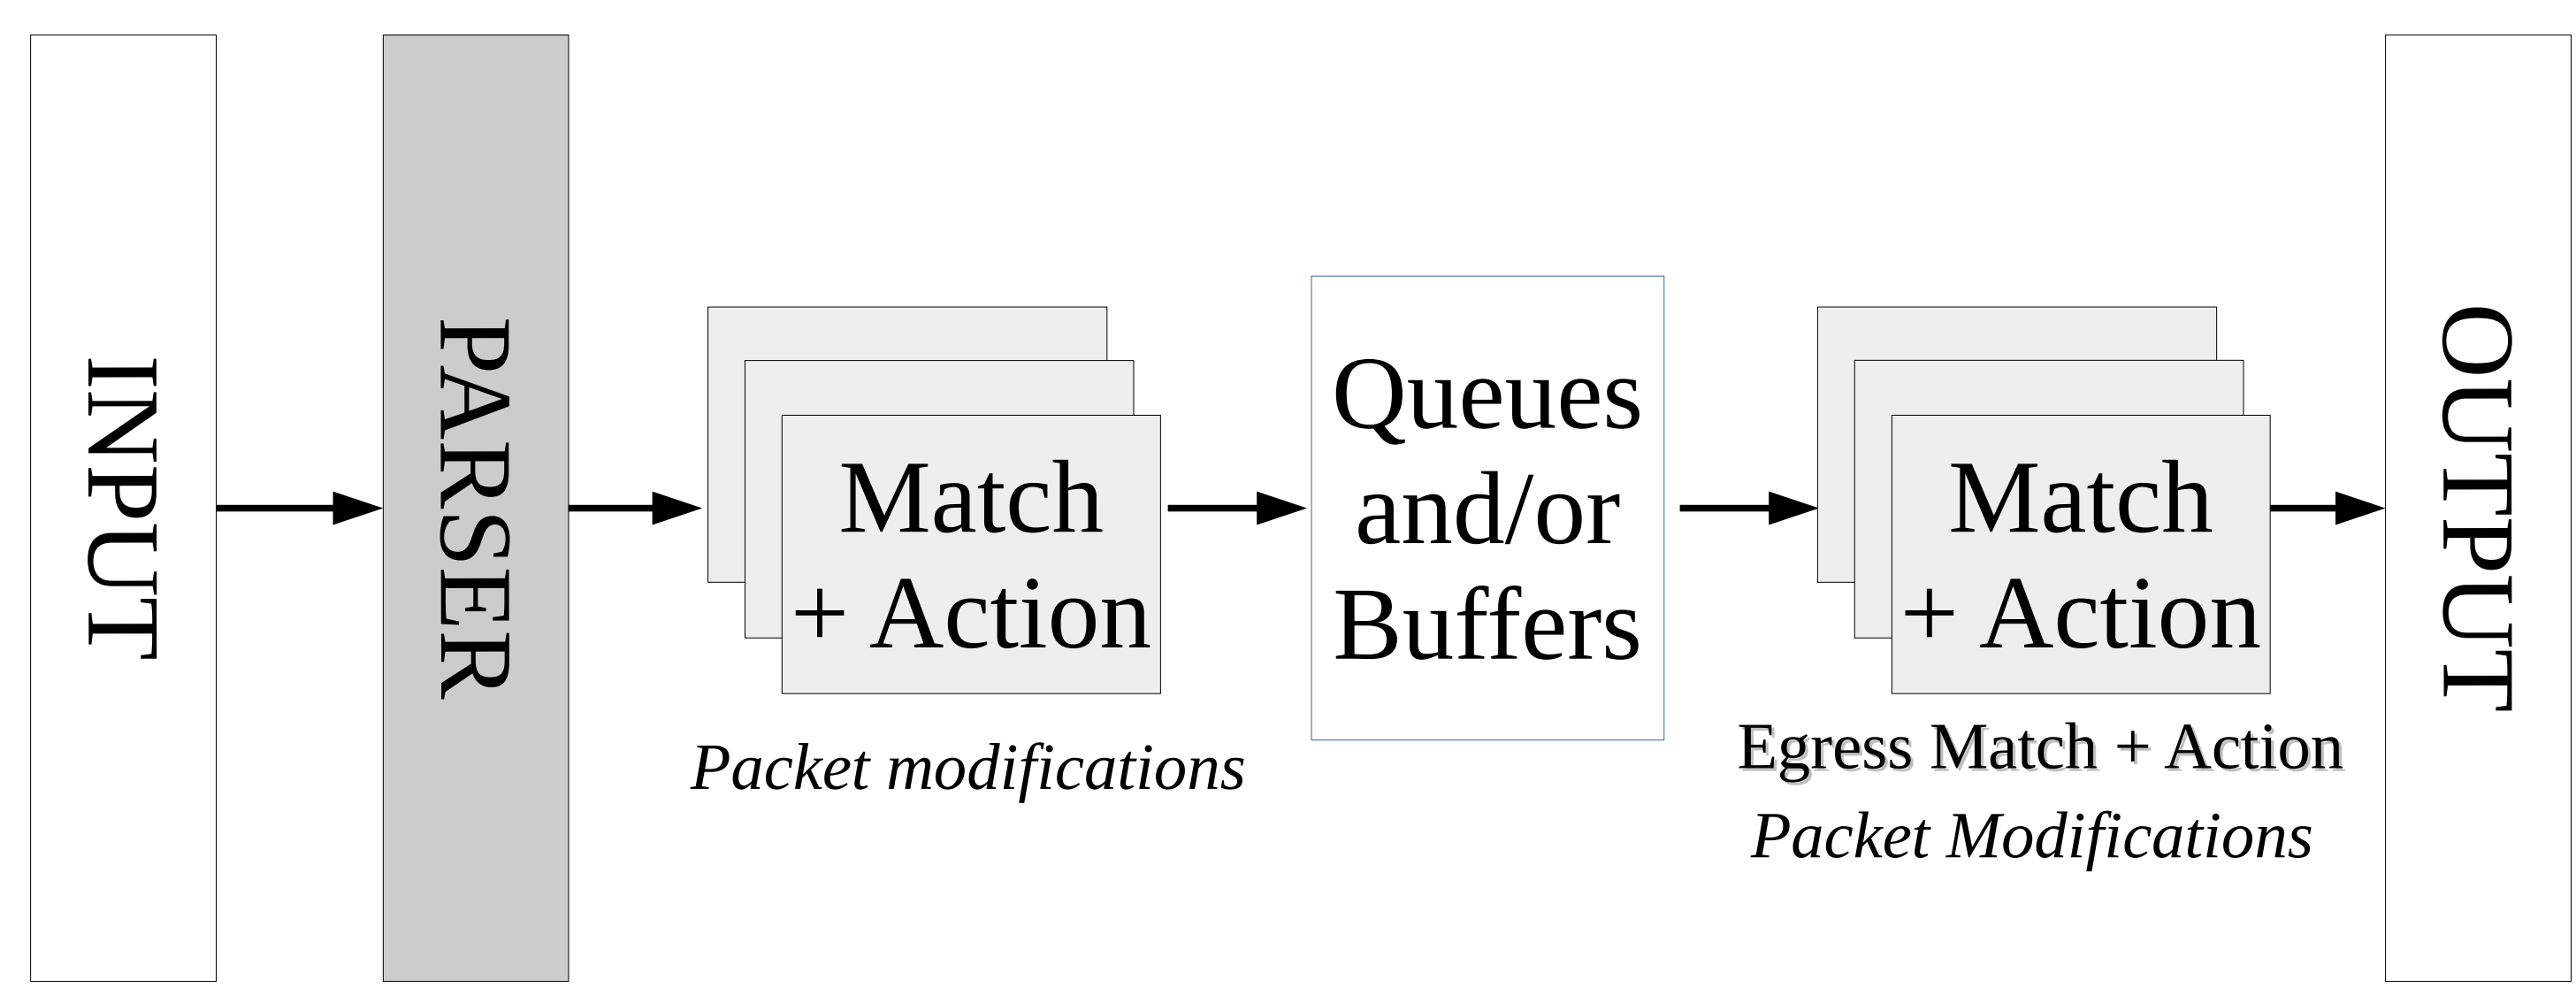 INPUT
PARSER
Match
+ Action
Packet modifications
Queues
and/or
Buffers
Match
+ Action
Egress Match + Action
Packet Modifications
OUTPUT